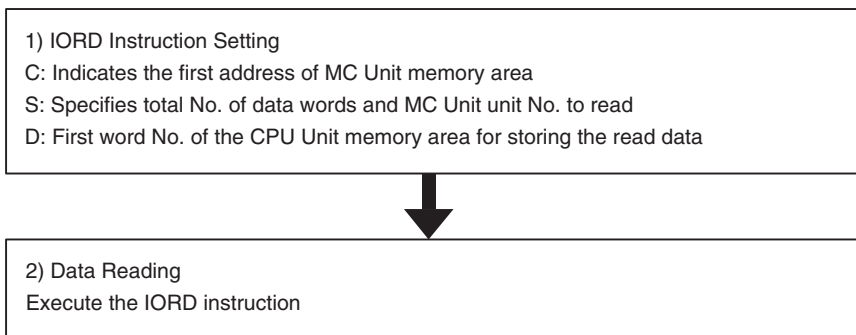 1) IORD Instruction Setting
C: Indicates the first address of MC Unit memory area
S: Specifies total No. of data words and MC Unit unit No. to read
D: First word No. of the CPU Unit memory area for storing the read data
2) Data Reading
Execute the IORD instruction